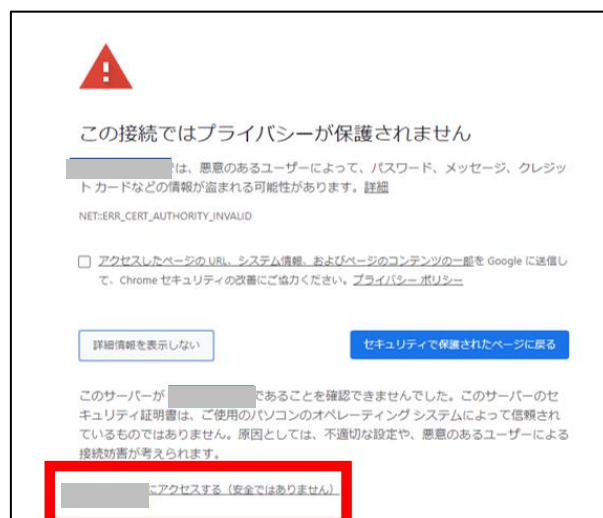 この接続ではプライバシーが保護されません
は、悪意のあるユーザーによって、パスワード、メッセージ、クレジッ
ト カードなどの情報が盗まれる可能性があります。詳細
NET::ERR_CERT_AUTHORITY_INVALID
アクセスしたページの URL、システム情報、およびページのコンテンツの一部を Google に送信し
て、Chrome セキュリティの改善にご協力ください。プライバシー ポリシー
詳細情報を表示しない
セキュリティで保護されたページに戻る
このサーバーが であることを確認できませんでした。このサーバーのセ
キュリティ証明書は、ご使用のパソコンのオペレーティング システムによって信頼され
ているものではありません。原因としては、不適切な設定や、悪意のあるユーザーによる
接続妨害が考えられます。
にアクセスする（安全ではありません）